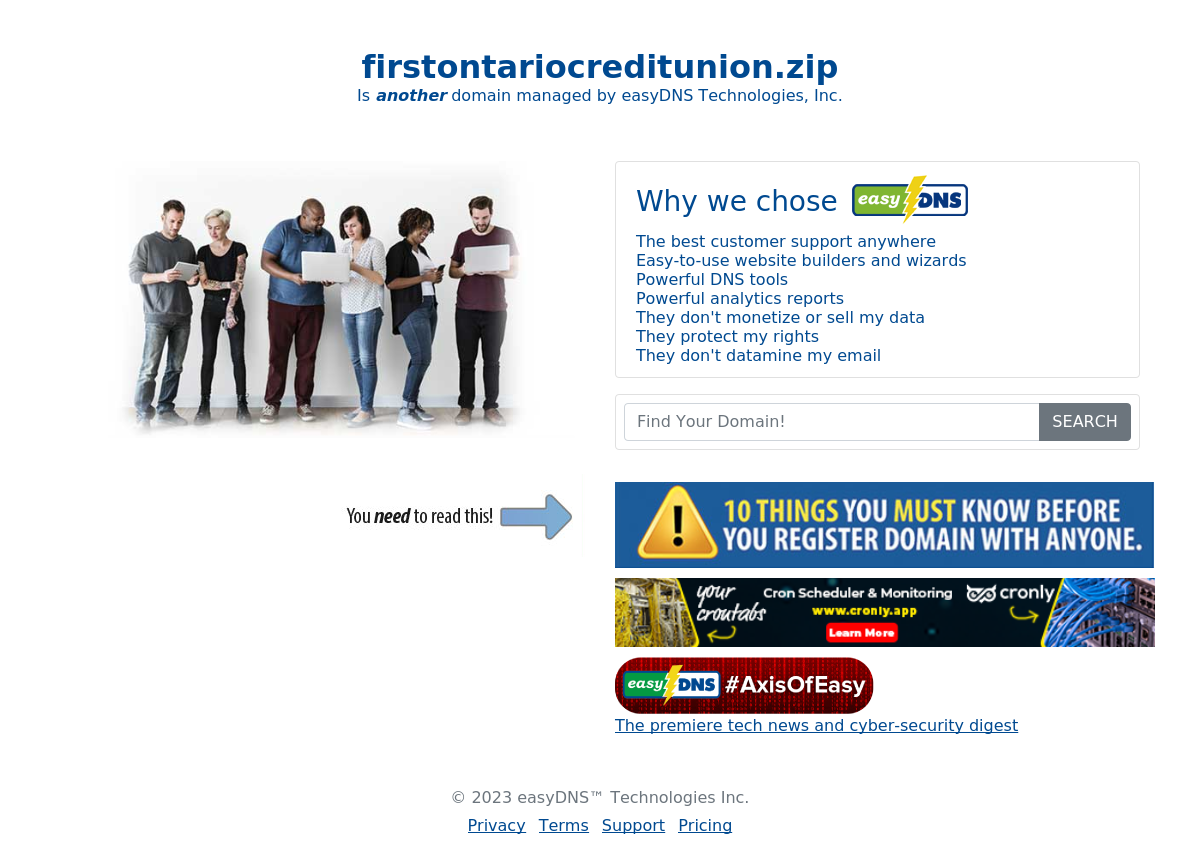 firstontariocreditunion.zip
Is another domain managed by easyDNS Technologies, Inc.
Why we chose easyDNS
The best customer support anywhere
Easy-to-use website builders and wizards
Powerful DNS tools
Powerful analytics reports
They don't monetize or sell my data
They protect my rights
They don't datamine my email
Find Your Domain! SEARCH
You need to read this!
10 THINGS YOU MUST KNOW BEFORE
YOU REGISTER DOMAIN WITH ANYONE.
your
crontabs
Cron Scheduler & Monitoring
www.cronly.app
Learn More
cronly
easyDNS #AxisOfEasy
The premiere tech news and cyber-security digest
© 2023 easyDNS™ Technologies Inc.
Privacy Terms Support Pricing